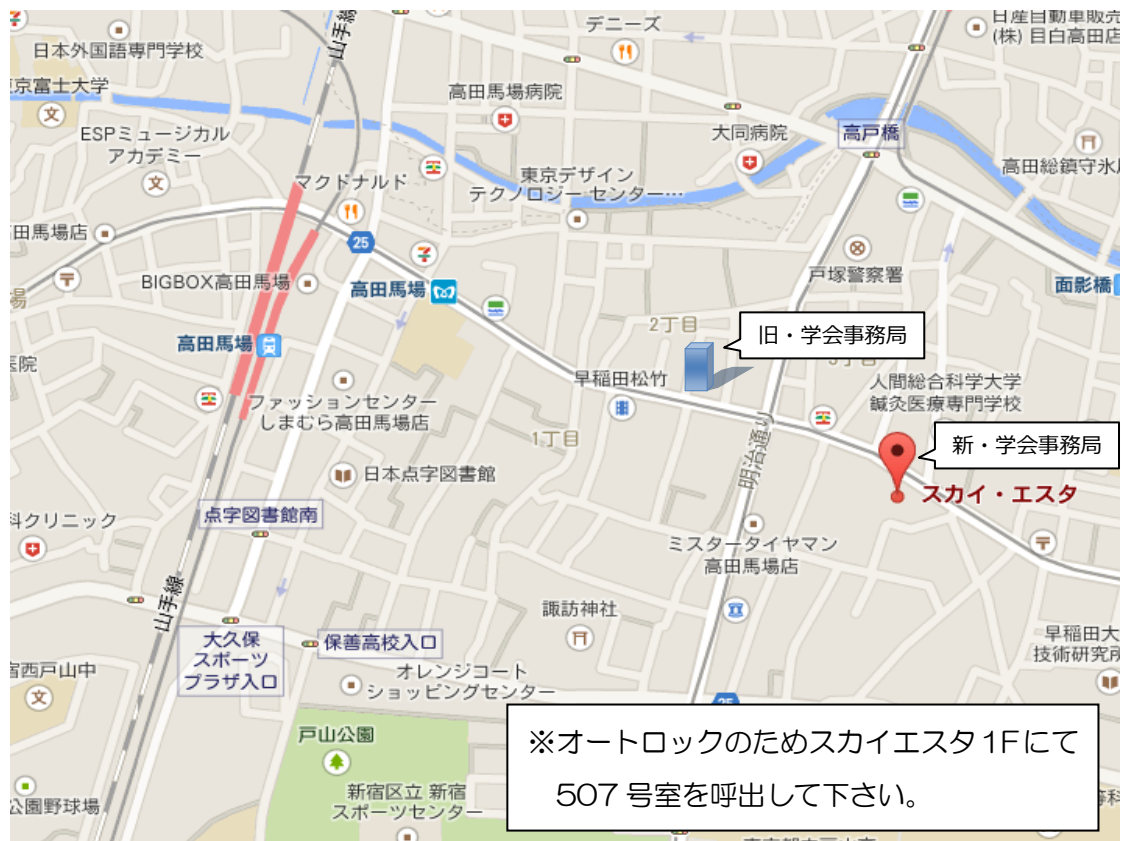 デニーズ
日産自動車販売
(株) 目白高田店
山手線
日本外国語専門学校
京富士大学
高田馬場病院
ESPミュージカル
アカデミー
大同病院
高戸橋
高田総鎮守氷川
マクドナルド
東京デザイン
テクノロジー センター…
田馬場店
25
BIGBOX高田馬場
高田馬場
戸塚警察署
面影橋
2丁目
旧・学会事務局
高田馬場
3丁目
医院
早稲田松竹
人間総合科学大学
鍼灸医療専門学校
ファッションセンター
しまむら高田馬場店
1丁目
明治通り
新・学会事務局
日本点字図書館
スカイ・エスタ
点字図書館南
科クリニック
ミスタータイヤマン
高田馬場店
山手線
諏訪神社
大久保
スポーツ
プラザ入口
保善高校入口
早稲田大
技術研究所
宿西戸山中
オレンジコート
ショッピングセンター
25
戸山公園
※オートロックのためスカイエスタ1Fにて
507号室を呼出して下さい。
新宿区立 新宿
スポーツセンター
公園野球場